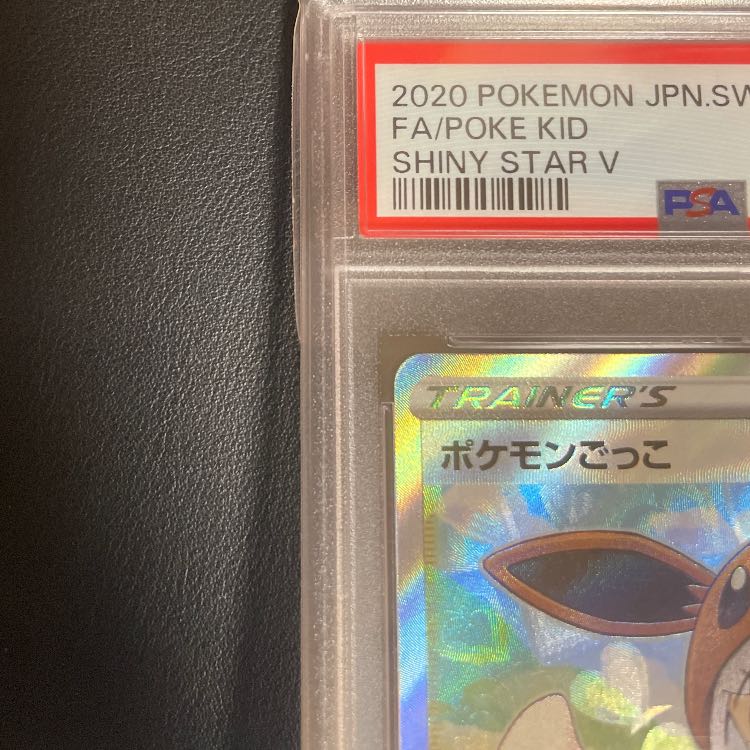 2020 POKEMON JPN.SW
FA/POKE KID
SHINY STAR V
PSA
TRAINER'S
ポケモンごっこ